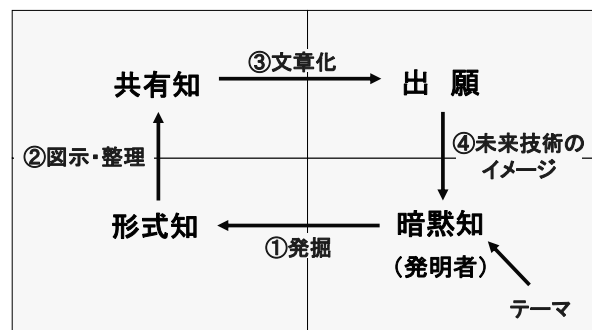 ③文章化
共有知
出 願
②図示・整理
④未来技術の
イメージ
形式知
暗黙知
①発掘
（発明者）
テーマ